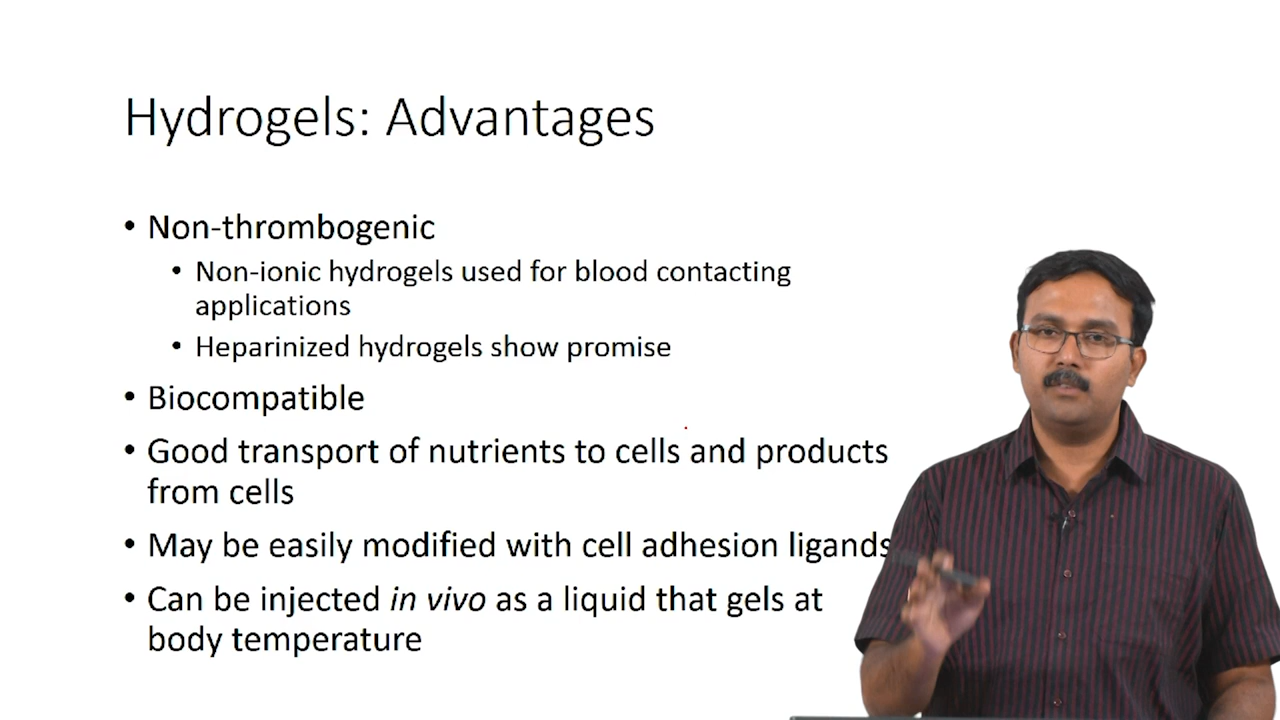 Hydrogels: Advantages
• Non-thrombogenic
• Non-ionic hydrogels used for blood contacting
applications
• Heparinized hydrogels show promise
• Biocompatible
• Good transport of nutrients to cells and products
from cells
• May be easily modified with cell adhesion ligands
• Can be injected in vivo as a liquid that gels at
body temperature